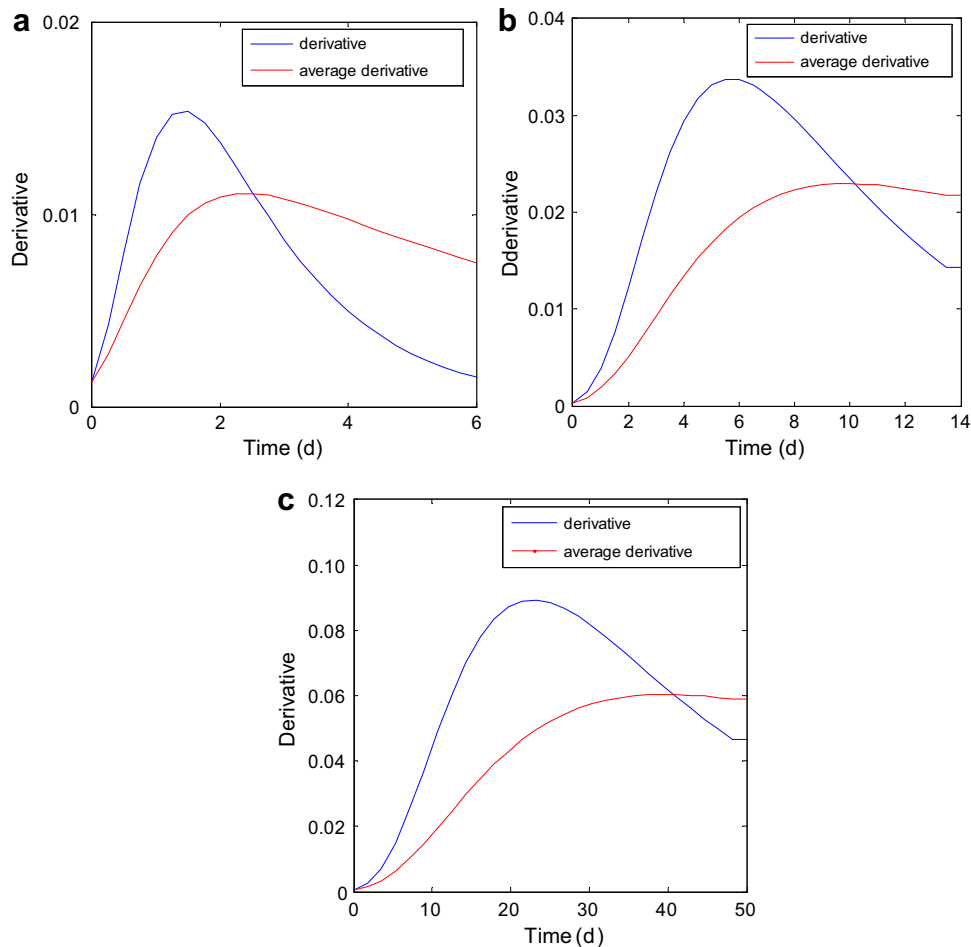 a
0.02
derivative
average derivative
0.01
Derivative
0
0 2 4 6
Time (d)
b
0.04
derivative
average derivative
0.03
0.02
Dderivative
0.01
0
0 2 4 6 8 10 12 14
Time (d)
c
0.12
derivative
average derivative
0.10
0.08
0.06
Derivative
0.04
0.02
0
0 10 20 30 40 50
Time (d)